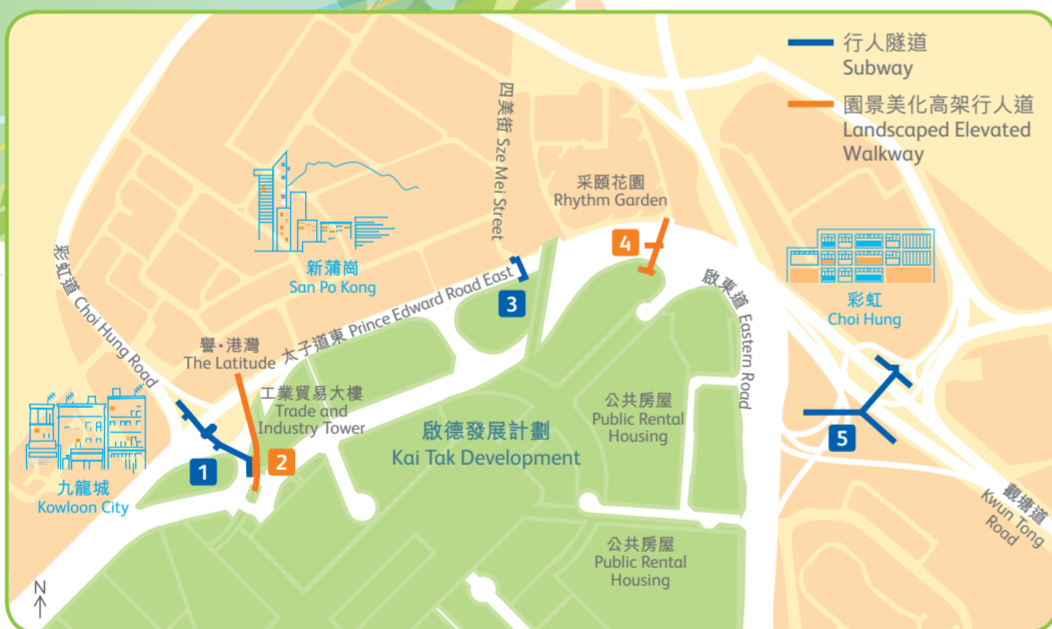 行人隧道
Subway
園景美化高架行人道
Landscaped Elevated
Walkway
四美街 Sze Mei Street
采頤花園
Rhythm Garden
4
新蒲崗
San Po Kong
彩虹道 Choi Hung Road
太子道東 Prince Edward Road East
3
啟東道 Eastern Road
彩虹
Choi Hung
譽·港灣
The Latitude
工業貿易大樓
Trade and
Industry Tower
公共房屋
Public Rental
Housing
啟德發展計劃
Kai Tak Development
5
1
2
九龍城
Kowloon City
觀塘道
Kwun Tong
Road
公共房屋
Public Rental
Housing
N